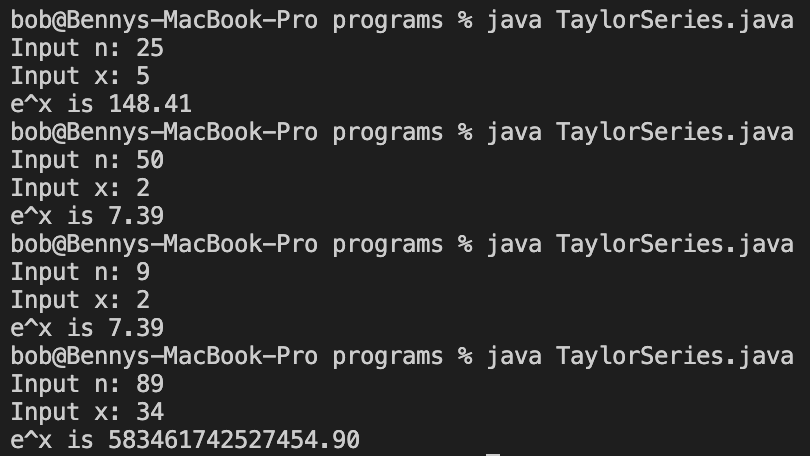 bob@Bennys-MacBook-Pro programs % java TaylorSeries.java
Input n: 25
Input x: 5
e^x is 148.41
bob@Bennys-MacBook-Pro programs % java TaylorSeries.java
Input n: 50
Input x: 2
e^x is 7.39
bob@Bennys-MacBook-Pro programs % java TaylorSeries.java
Input n: 9
Input x: 2
e^x is 7.39
bob@Bennys-MacBook-Pro programs % java TaylorSeries.java
Input n: 89
Input x: 34
e^x is 583461742527454.90